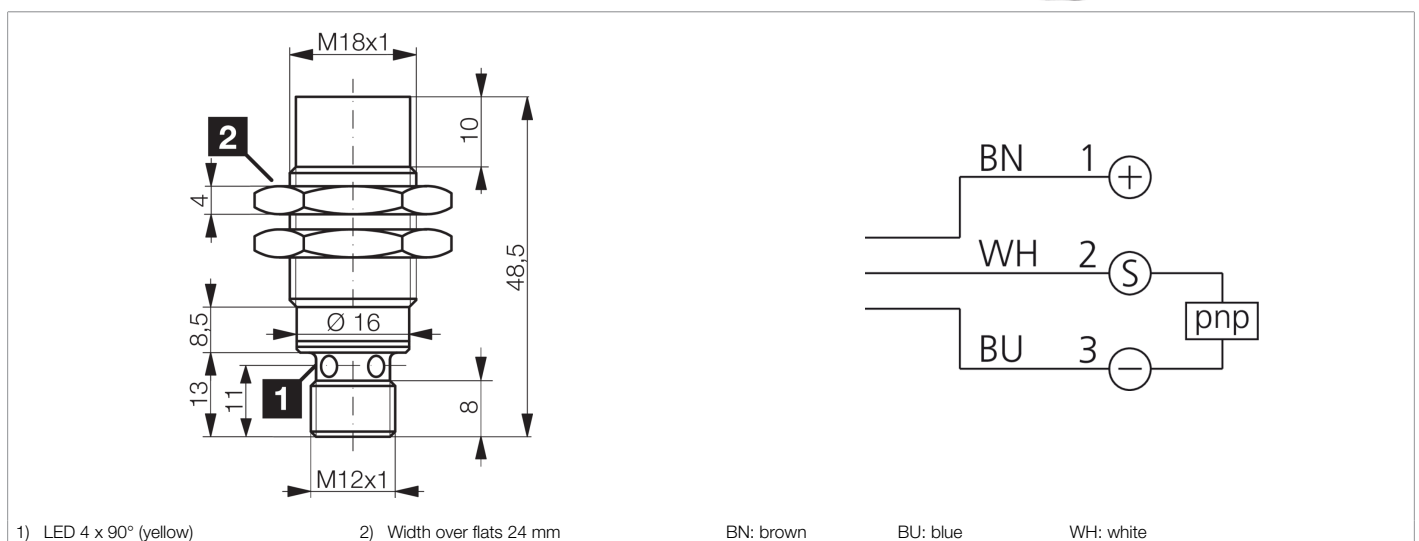 M18x1
2
10
4
48,5
8,5
Ø 16
13
11
1
8
M12x1
BN 1
+
WH 2
S
pnp
BU 3
−
1) LED 4 x 90° (yellow)
2) Width over flats 24 mm
BN: brown
BU: blue
WH: white